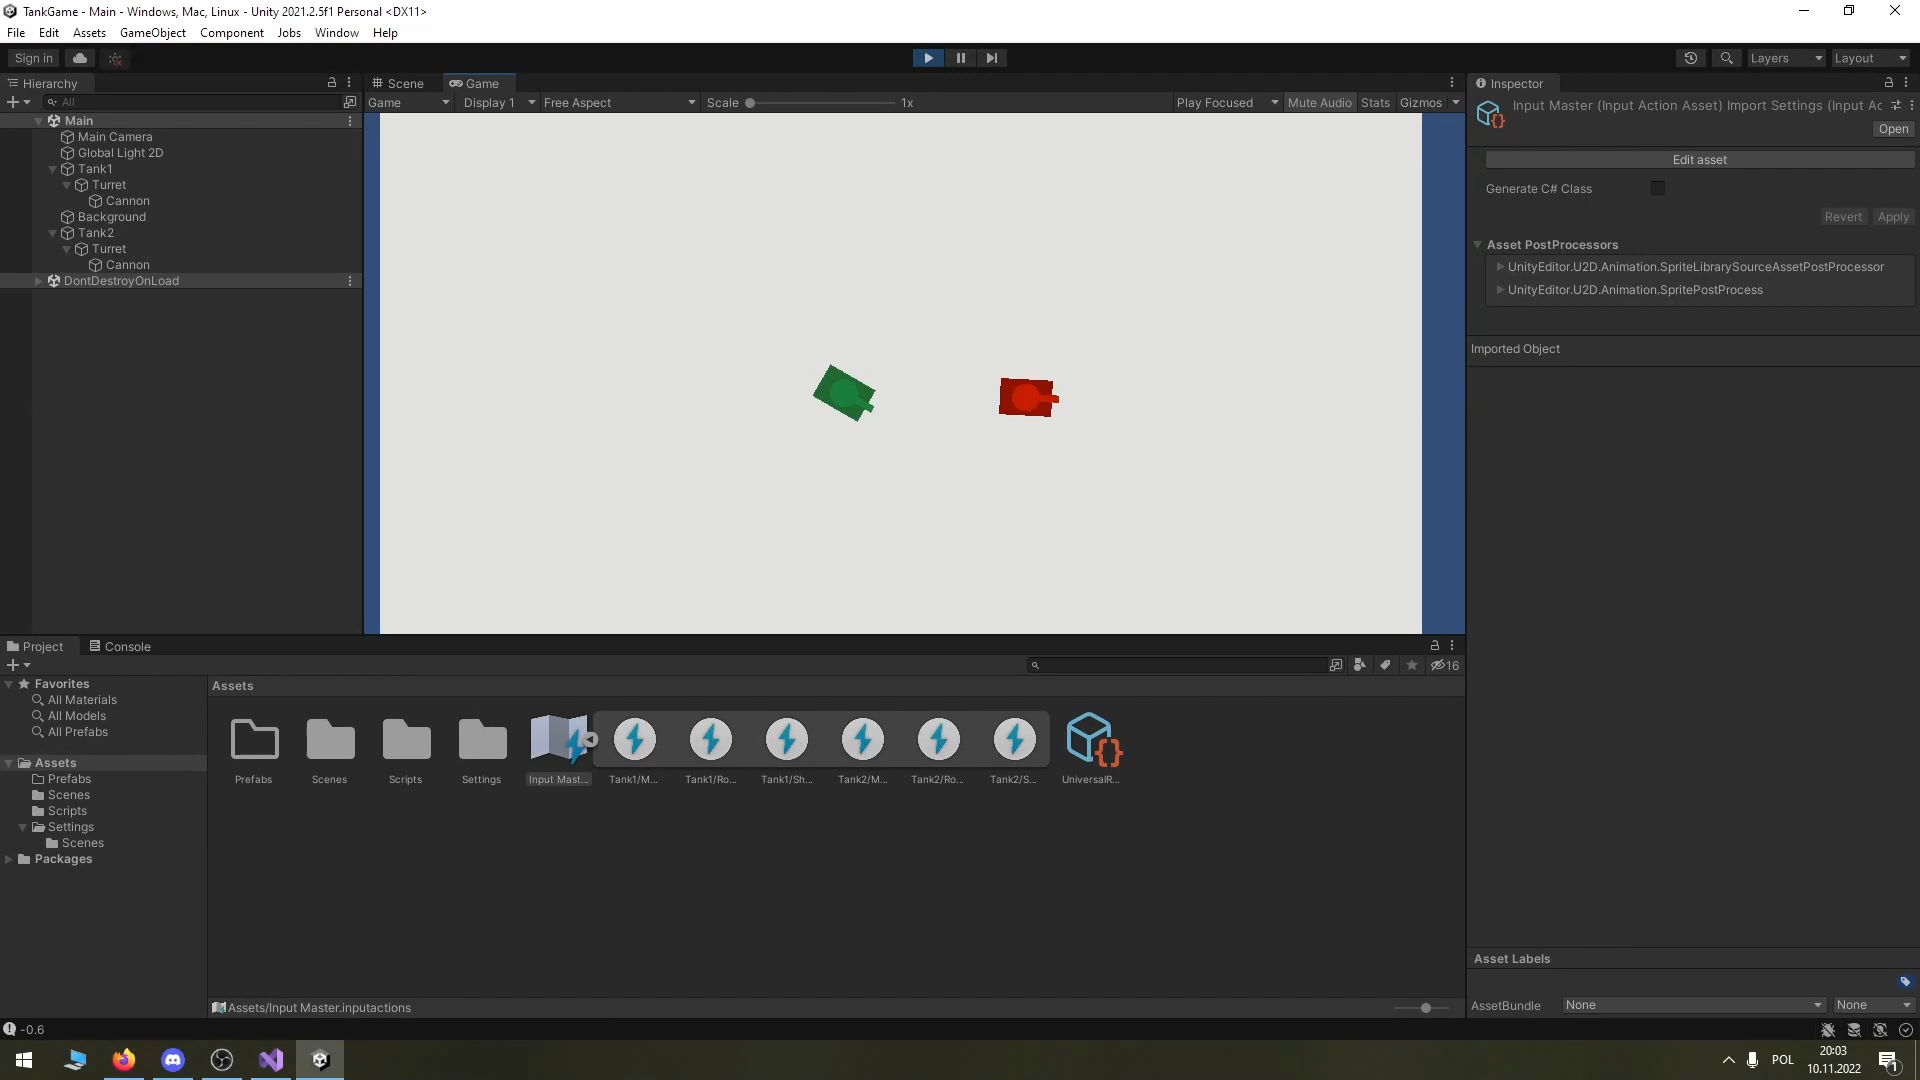 TankGame - Main - Windows, Mac, Linux - Unity 2021.2.5f1 Personal <DX11>
File Edit Assets GameObject Component Jobs Window Help
Sign in
Layers
Layout
Hierarchy
All
Main
Main Camera
Global Light 2D
Tank1
Turret
Cannon
Background
Tank2
Turret
Cannon
DontDestroyOnLoad
Scene
Game
Game Display 1 Free Aspect Scale 1x Play Focused Mute Audio Stats Gizmos
Inspector
Input Master (Input Action Asset) Import Settings (Input Ac
Open
Edit asset
Generate C# Class
Revert Apply
Asset PostProcessors
UnityEditor.U2D.Animation.SpriteLibrarySourceAssetPostProcessor
UnityEditor.U2D.Animation.SpritePostProcess
Imported Object
Asset Labels
AssetBundle None None
Project
Console
16
Favorites
All Materials
All Models
All Prefabs
Assets
Prefabs
Scenes
Scripts
Settings
Scenes
Packages
Assets
Prefabs
Scenes
Scripts
Settings
Input Mast...
Tank1/M...
Tank1/Ro...
Tank1/Sh...
Tank2/M...
Tank2/Ro...
Tank2/S...
UniversalR...
Assets/Input Master.inputactions
-0.6
POL
20:03
10.11.2022
1